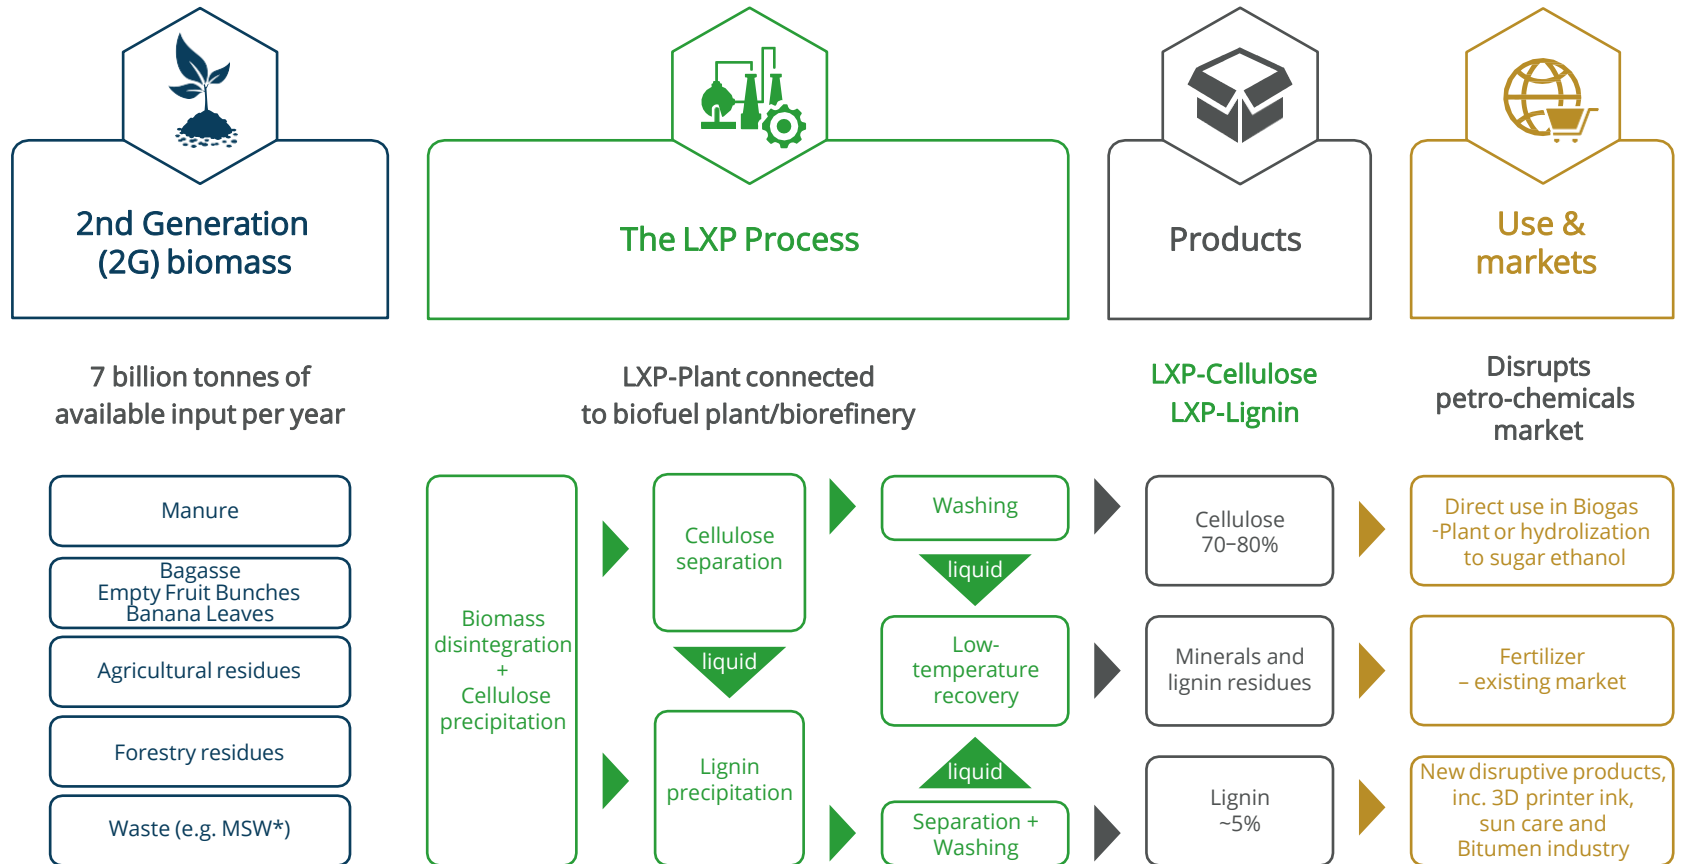 2nd Generation
(2G) biomass
The LXP Process
Products
Use &
markets
7 billion tonnes of
available input per year
LXP-Plant connected
to biofuel plant/biorefinery
LXP-Cellulose
LXP-Lignin
Disrupts
petro-chemicals
market
Manure
Bagasse
Empty Fruit Bunches
Banana Leaves
Agricultural residues
Forestry residues
Waste (e.g. MSW*)
Biomass
disintegration
+
Cellulose
precipitation
Cellulose
separation
liquid
Lignin
precipitation
Washing
liquid
Low-
temperature
recovery
liquid
Separation +
Washing
Cellulose
70–80%
Minerals and
lignin residues
Lignin
~5%
Direct use in Biogas
-Plant or hydrolization
to sugar ethanol
Fertilizer
– existing market
New disruptive products,
inc. 3D printer ink,
sun care and
Bitumen industry